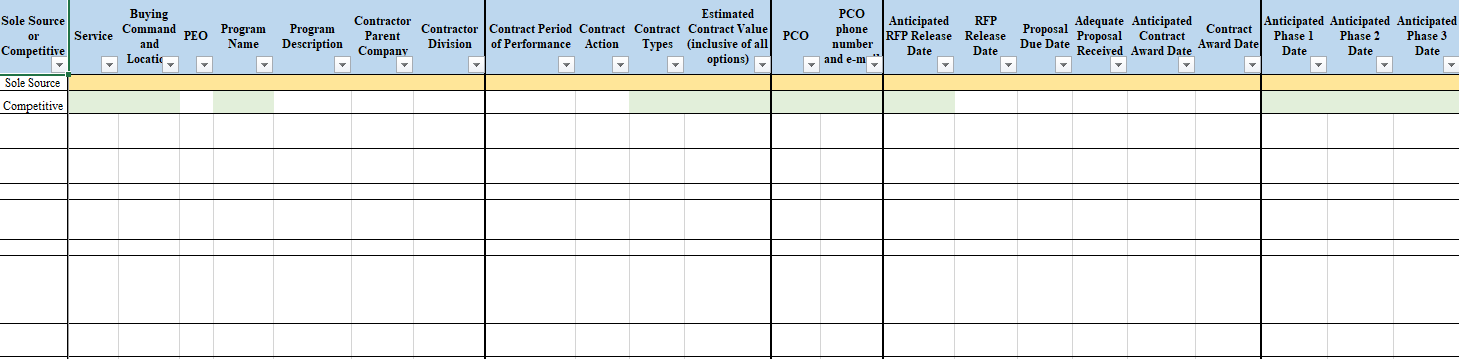 Sole Source
or
Competitive
Service
Buying
Command
and
PEO
Program
Name
Program
Description
Contractor
Parent
Company
Contractor
Division
Contract Period
of Performance
Contract
Action
Contract
Types
Estimated
Contract Value
(inclusive of all
options)
PCO
PCO
phone
number
and
Anticipated
RFP Release
Date
RFP
Release
Date
Proposal
Due Date
Adequate
Proposal
Received
Anticipated
Contract
Award Date
Contract
Award Date
Anticipated
Phase 1
Date
Anticipated
Phase 2
Date
Anticipated
Phase 3
Date
Sole Source
Competitive